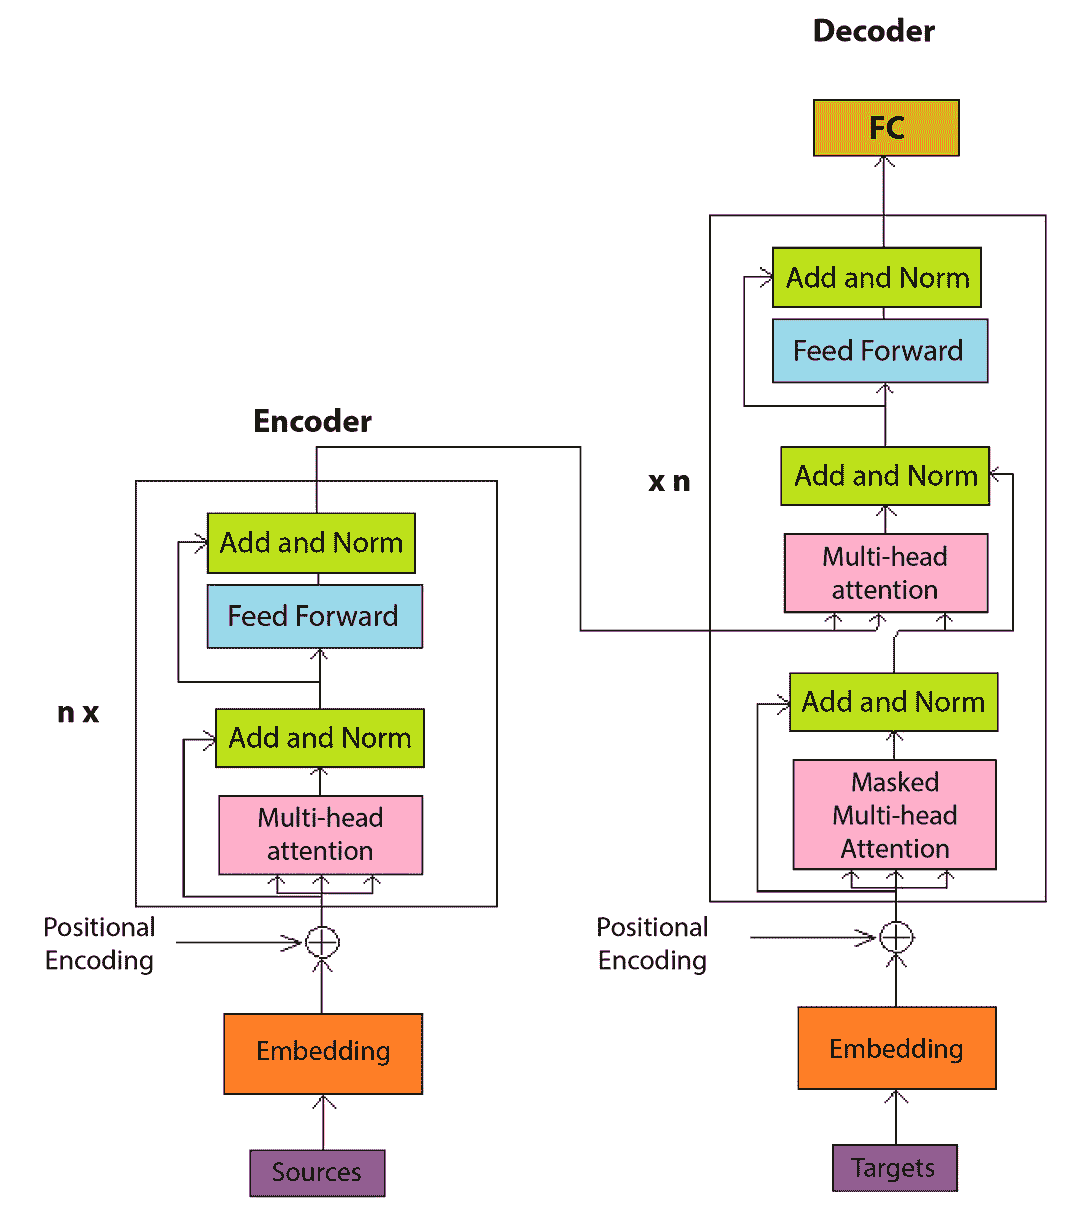 Decoder
FC
Add and Norm
Feed Forward
Add and Norm
x n
Multi-head
attention
Add and Norm
Masked
Multi-head
Attention
Positional
Encoding
Embedding
Targets
Encoder
Add and Norm
Feed Forward
n x
Add and Norm
Multi-head
attention
Positional
Encoding
Embedding
Sources